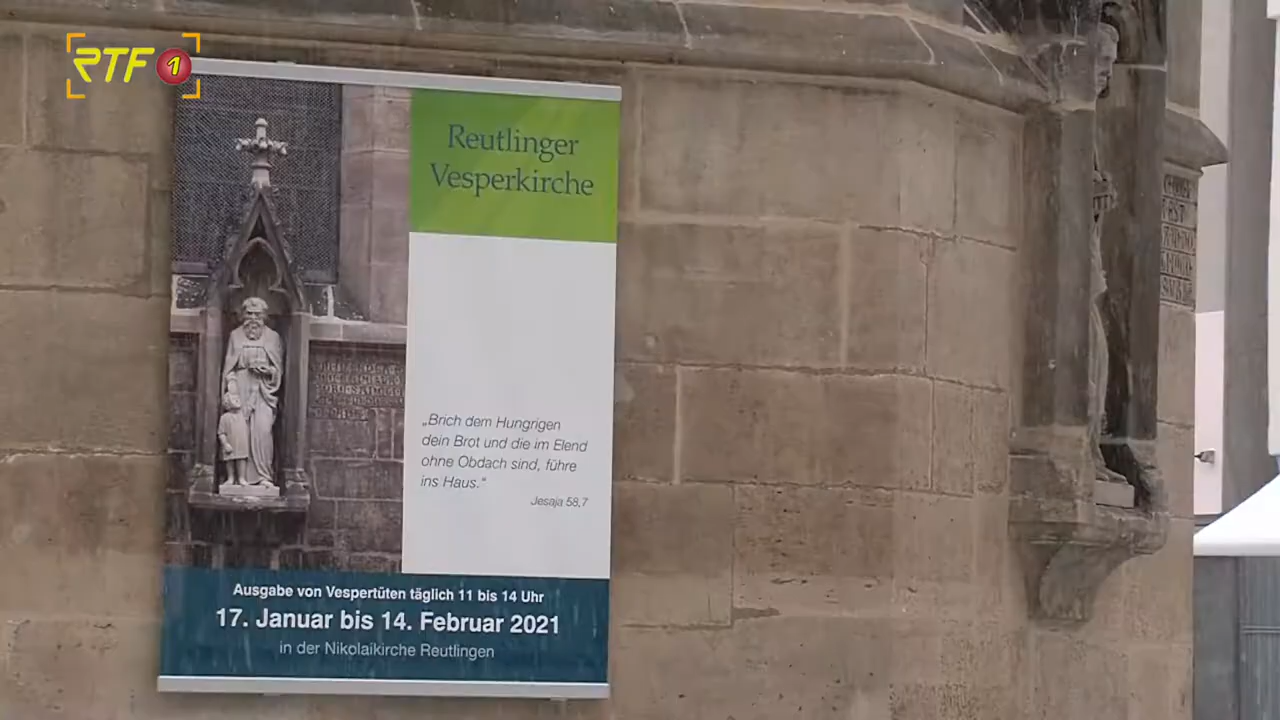 RTF 1
Reutlinger
Vesperkirche
„Brich dem Hungrigen
dein Brot und die im Elend
ohne Obdach sind, führe
ins Haus.“
Jesaja 58,7
Ausgabe von Vespertüten täglich 11 bis 14 Uhr
17. Januar bis 14. Februar 2021
in der Nikolaikirche Reutlingen